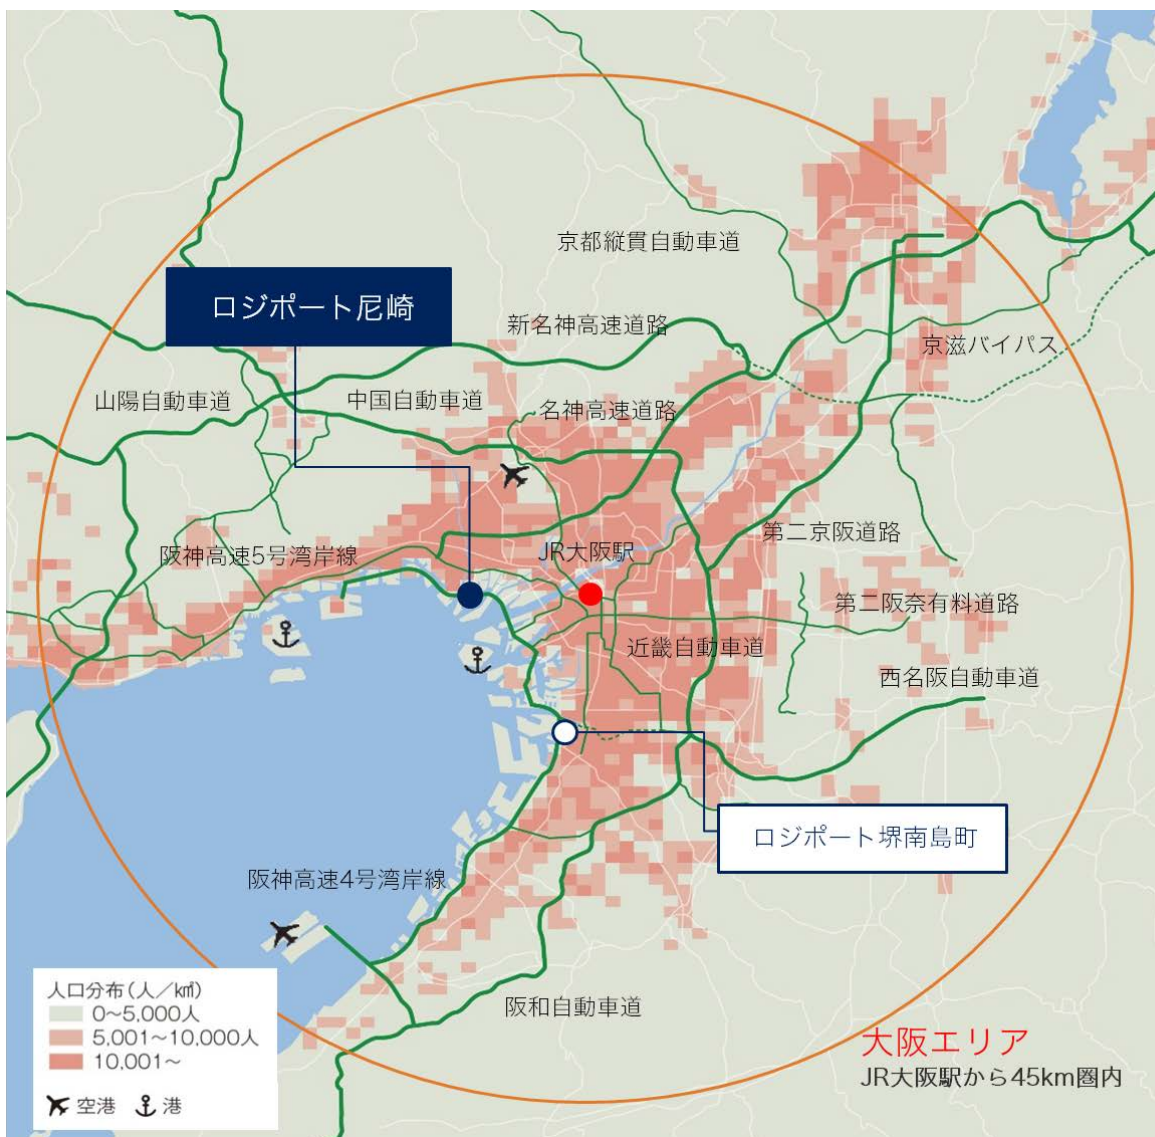 京都縦貫自動車道
ロジポート尼崎
新名神高速道路
京滋バイパス
山陽自動車道
中国自動車道
名神高速道路
第二京阪道路
阪神高速5号湾岸線
JR大阪駅
第二阪奈有料道路
近畿自動車道
西名阪自動車道
ロジポート堺南島町
阪神高速4号湾岸線
阪和自動車道
人口分布(人/㎢)
0~5,000人
5,001~10,000人
10,001~
空港 港
大阪エリア
JR大阪駅から45km圏内